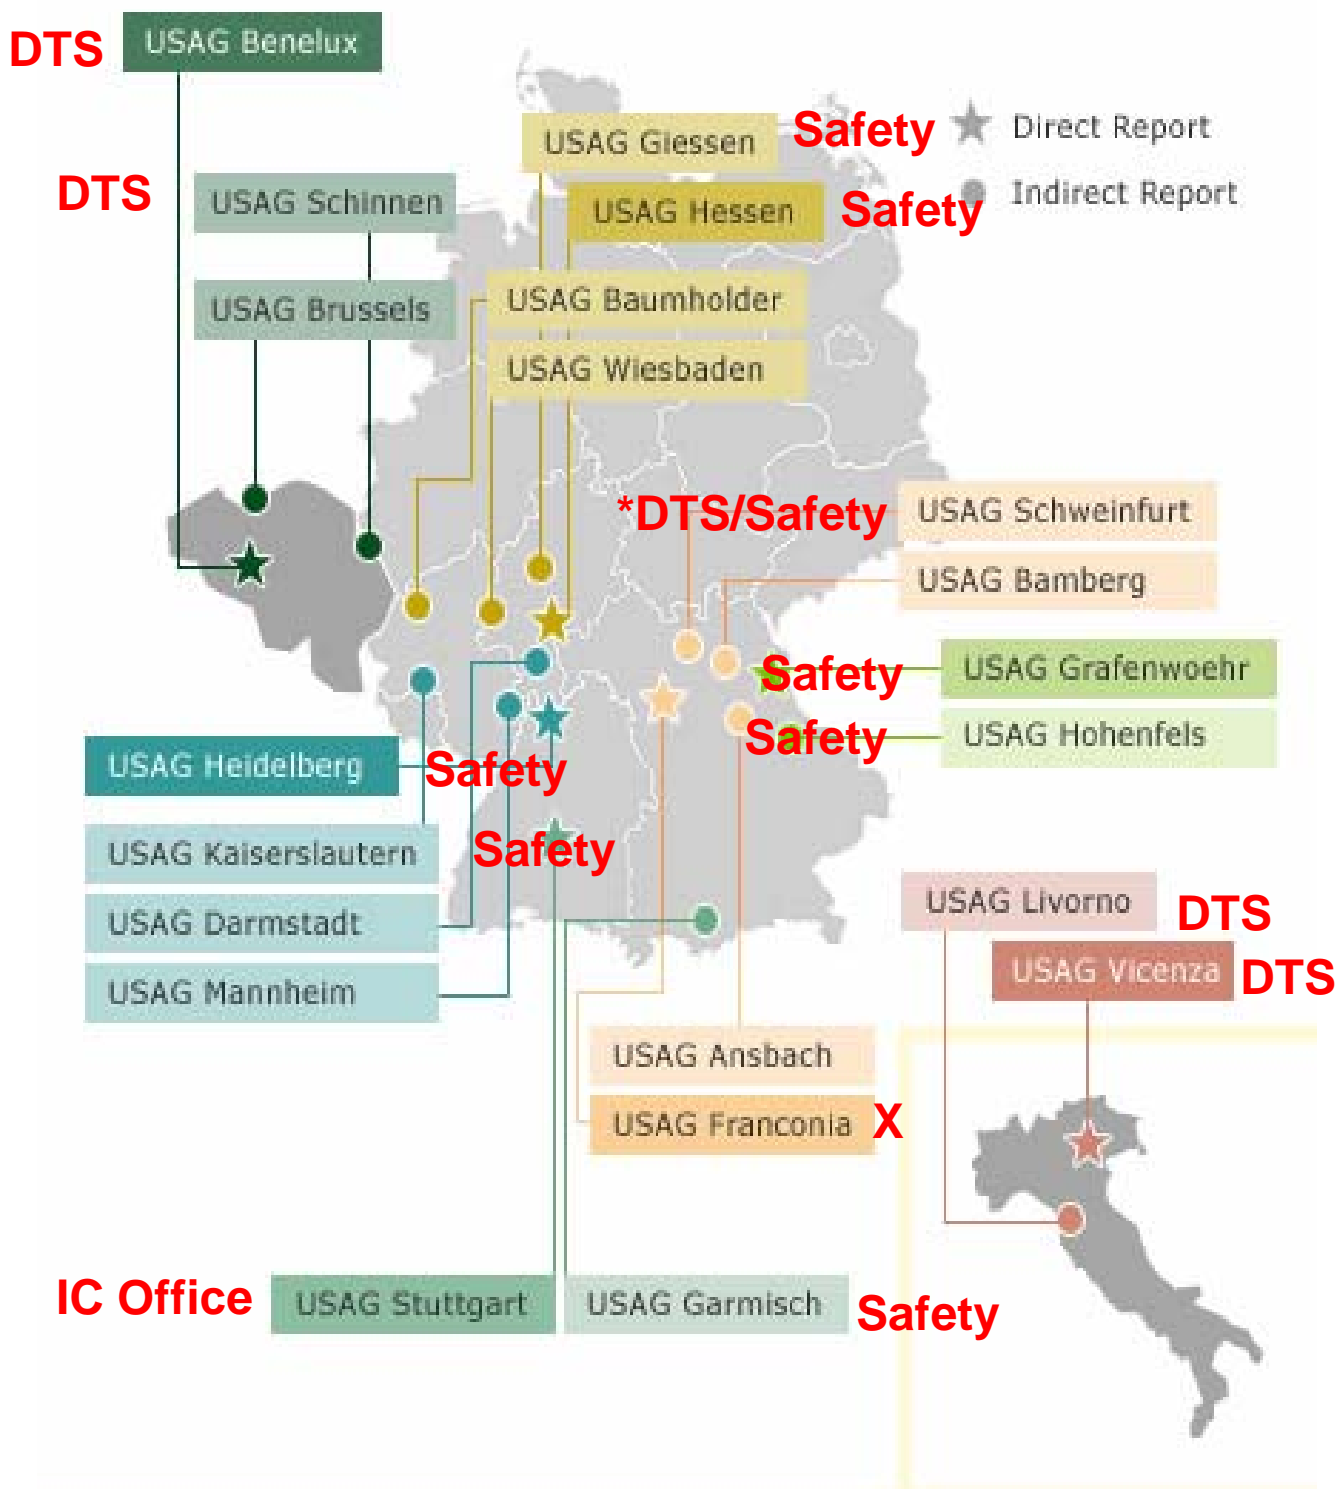 DTS USAG Benelux
USAG Giessen Safety Direct Report
DTS USAG Schinnen USAG Hessen Safety Indirect Report
USAG Brussels USAG Baumholder
USAG Wiesbaden
*DTS/Safety USAG Schweinfurt
USAG Bamberg
Safety USAG Grafenwoehr
Safety USAG Hohenfels
USAG Heidelberg Safety
USAG Kaiserslautern Safety
USAG Darmstadt
USAG Mannheim
USAG Livorno DTS
USAG Vicenza DTS
USAG Ansbach
USAG Franconia X
IC Office USAG Stuttgart USAG Garmisch Safety